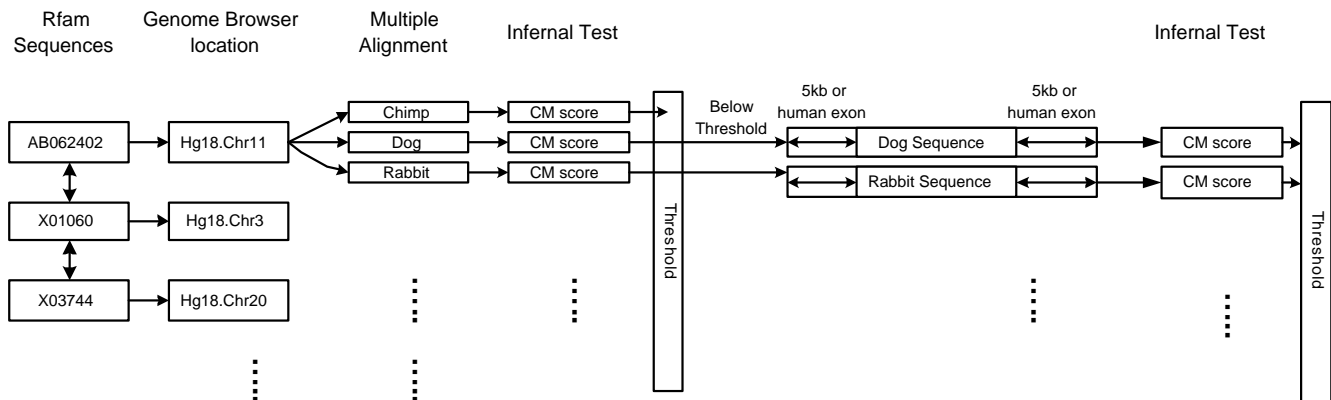 Rfam
Sequences
Genome Browser
location
Multiple
Alignment
Infernal Test
Infernal Test
AB062402
X01060
X03744
Hg18.Chr11
Hg18.Chr3
Hg18.Chr20
Chimp
Dog
Rabbit
CM score
CM score
CM score
Threshold
Below
Threshold
5kb or
human exon
5kb or
human exon
Dog Sequence
Rabbit Sequence
CM score
CM score
Threshold